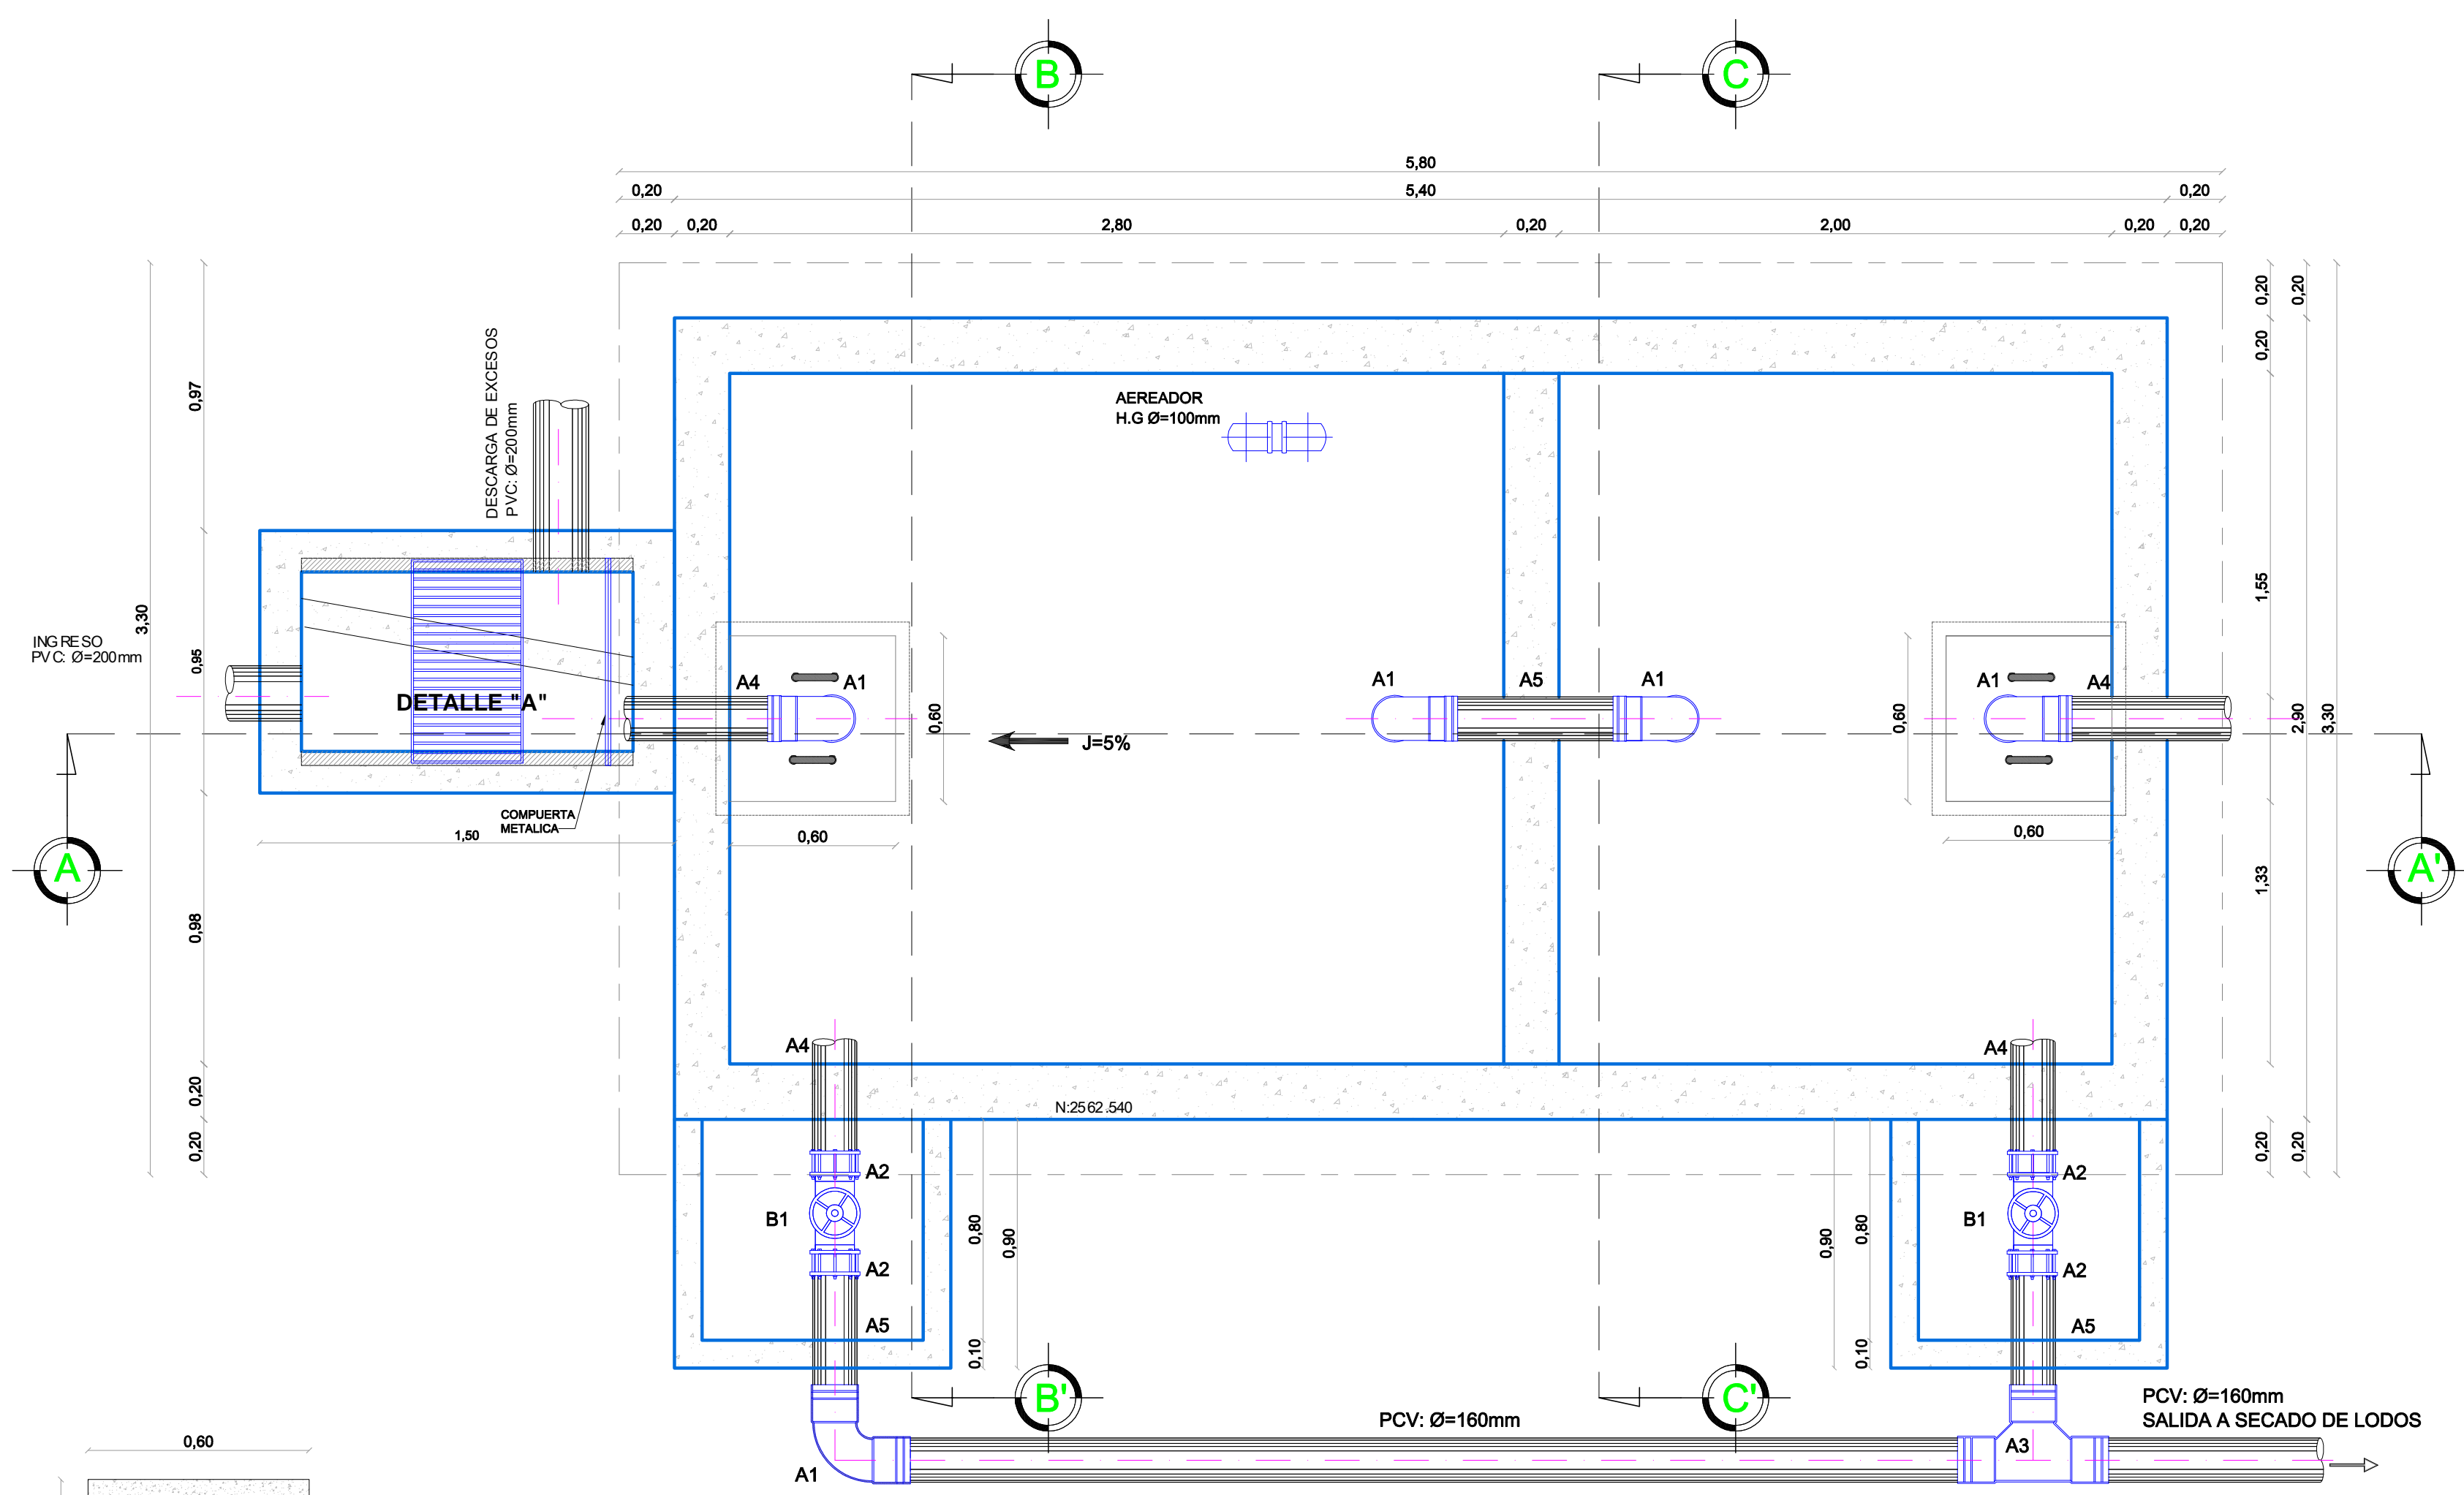 B
C
5,80
0,20
5,40
0,20
0,20
0,20
2,80
0,20
2,00
0,20
0,20
3,30
0,97
0,95
0,98
0,20
0,20
DESCARGA DE EXCESOS
PVC: Ø=200mm
AEREADOR
H.G Ø=100mm
0,20
0,20
0,20
1,55
1,33
0,20
2,90
0,20
3,30
INGRESO
PVC: Ø=200mm
DETALLE "A"
A4
A1
0,60
0,60
A1
A5
A1
J=5%
0,60
A1
A4
0,60
COMPUERTA
METALICA
1,50
A
A'
A4
A4
N:2562.540
A2
B1
A2
A5
0,80
0,90
0,10
0,90
0,80
0,10
A2
B1
A2
A5
B'
C'
PCV: Ø=160mm
PCV: Ø=160mm
SALIDA A SECADO DE LODOS
A1
A3
0,60